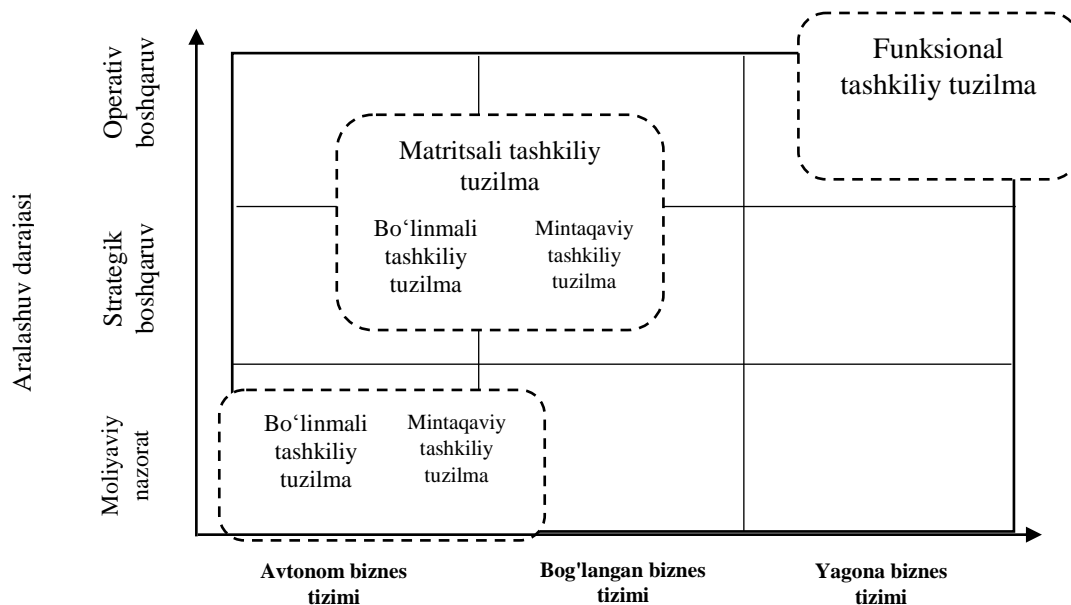 Aralashuv darajasi
Operativ
boshqaruv
Strategik
boshqaruv
Moliyaviy
nazorat
Funksional
tashkiliy tuzilma
Matritsali tashkiliy
tuzilma
Bo‘linmali
tashkiliy
tuzilma
Mintaqaviy
tashkiliy
tuzilma
Bo‘linmali
tashkiliy
tuzilma
Mintaqaviy
tashkiliy
tuzilma
Avtonom biznes
tizimi
Bog'langan biznes
tizimi
Yagona biznes
tizimi